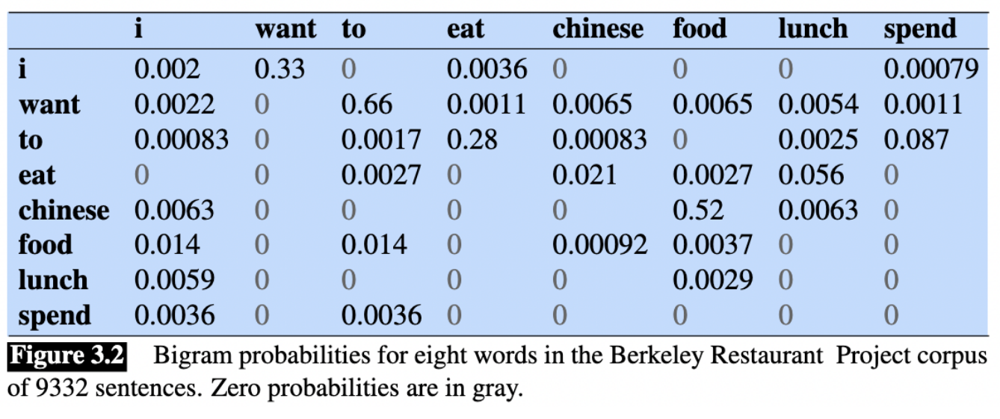 i want to eat chinese food lunch spend
i 0.002 0.33 0 0.0036 0 0 0 0.00079
want 0.0022 0 0.66 0.0011 0.0065 0.0065 0.0054 0.0011
to 0.00083 0 0.0017 0.28 0.00083 0 0.0025 0.087
eat 0 0 0.0027 0 0.021 0.0027 0.056 0
chinese 0.0063 0 0 0 0 0.52 0.0063 0
food 0.014 0 0.014 0 0.00092 0.0037 0 0
lunch 0.0059 0 0 0 0 0.0029 0 0
spend 0.0036 0 0.0036 0 0 0 0 0
Figure 3.2 Bigram probabilities for eight words in the Berkeley Restaurant Project corpus
of 9332 sentences. Zero probabilities are in gray.